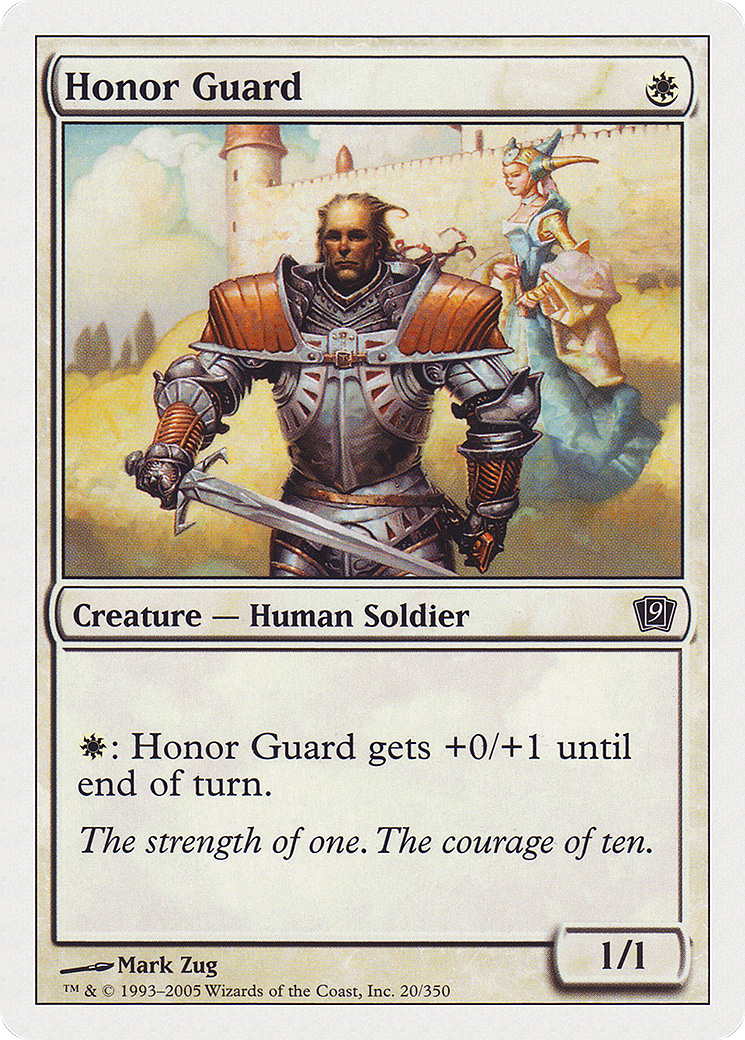 Honor Guard
Creature — Human Soldier
9
: Honor Guard gets +0/+1 until
end of turn.
The strength of one. The courage of ten.
1/1
Mark Zug
™ & © 1993–2005 Wizards of the Coast, Inc. 20/350